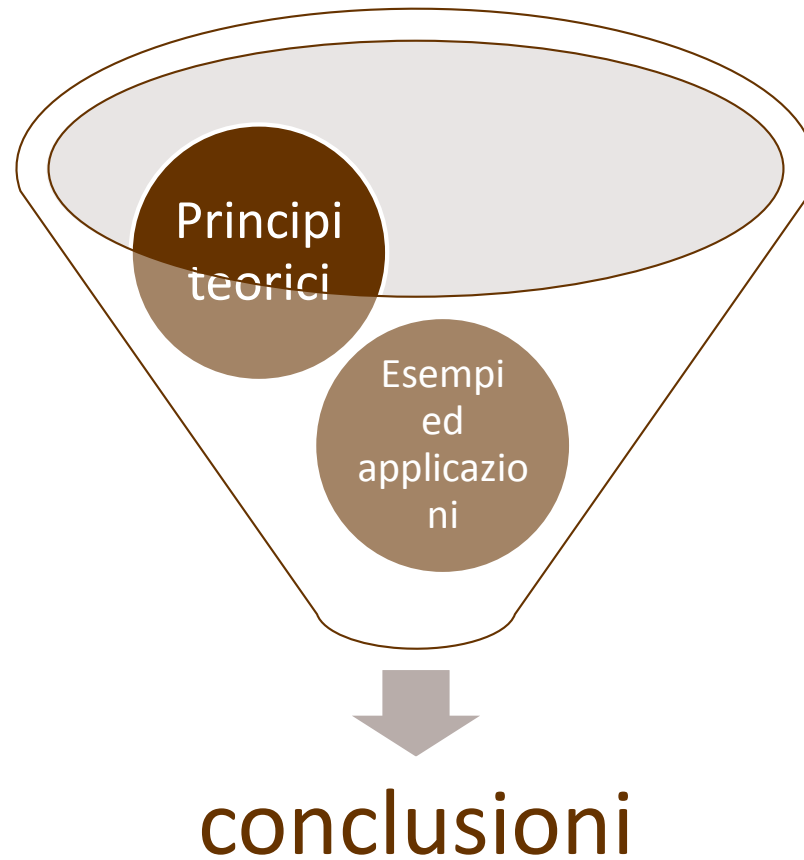 Principi
teorici
Esempi
ed
applicazio
ni
conclusioni